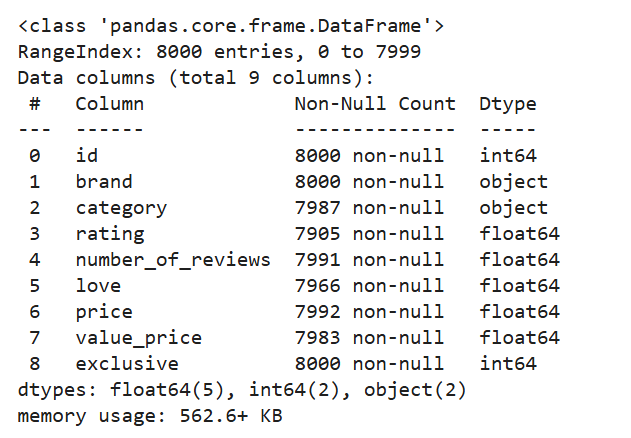 <class 'pandas.core.frame.DataFrame'>
RangeIndex: 8000 entries, 0 to 7999
Data columns (total 9 columns):
 #   Column             Non-Null Count  Dtype
---  ------             --------------  -----
 0   id                 8000 non-null   int64
 1   brand              8000 non-null   object
 2   category           7987 non-null   object
 3   rating             7905 non-null   float64
 4   number_of_reviews  7991 non-null   float64
 5   love               7966 non-null   float64
 6   price              7992 non-null   float64
 7   value_price        7983 non-null   float64
 8   exclusive          8000 non-null   int64
dtypes: float64(5), int64(2), object(2)
memory usage: 562.6+ KB